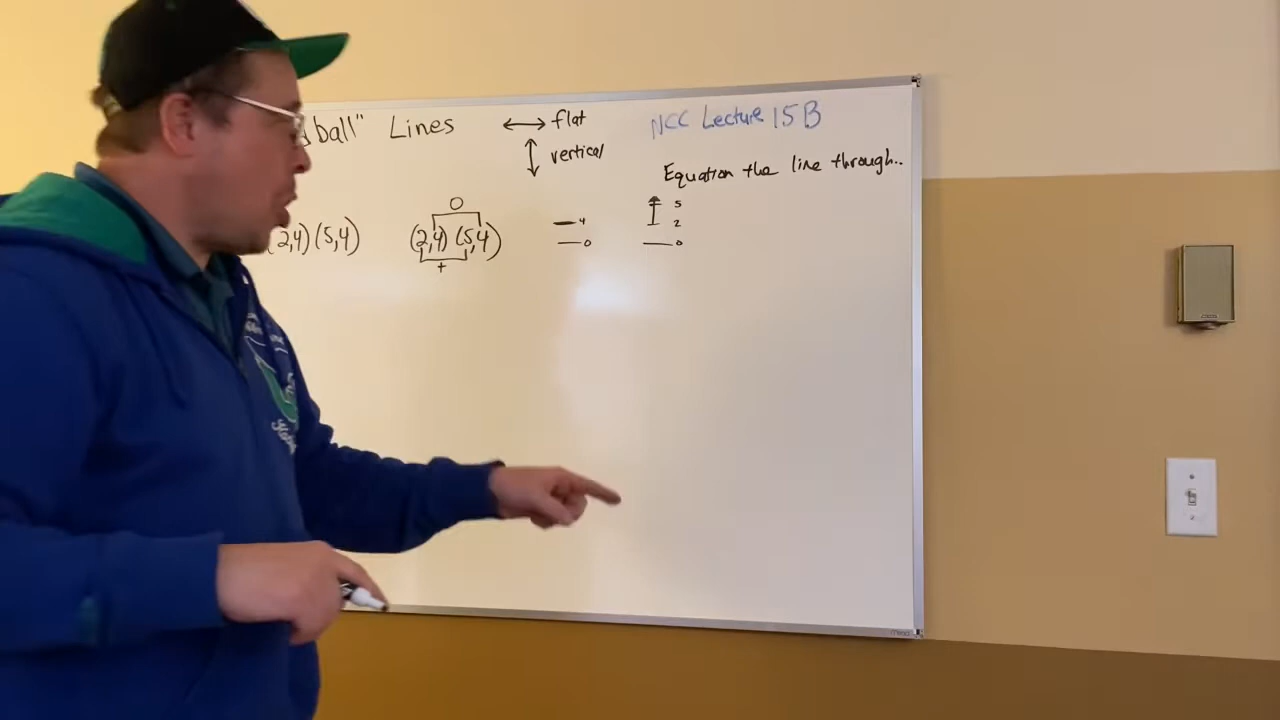 ball" Lines
flat
vertical
NCC Lecture 15B
Equation the line through..
(2,4)(5,4)
0
(2,4) (5,4)
+
4
0
5
2
0